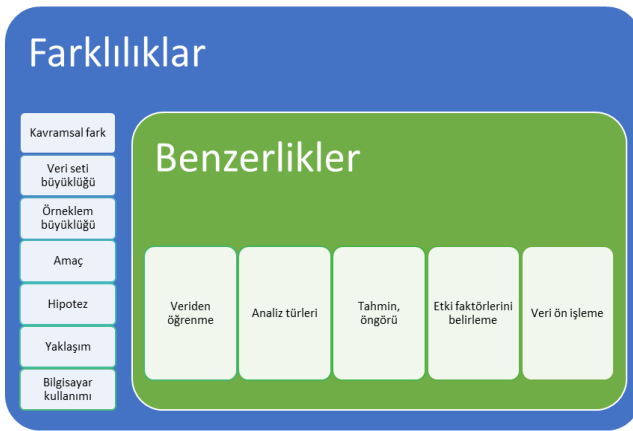 Farklılıklar
Kavramsal fark
Veri seti
büyüklüğü
Örneklem
büyüklüğü
Amaç
Hipotez
Yaklaşım
Bilgisayar
kullanımı
Benzerlikler
Veriden
öğrenme
Analiz türleri
Tahmin,
öngörü
Etki faktörlerini
belirleme
Veri ön işleme